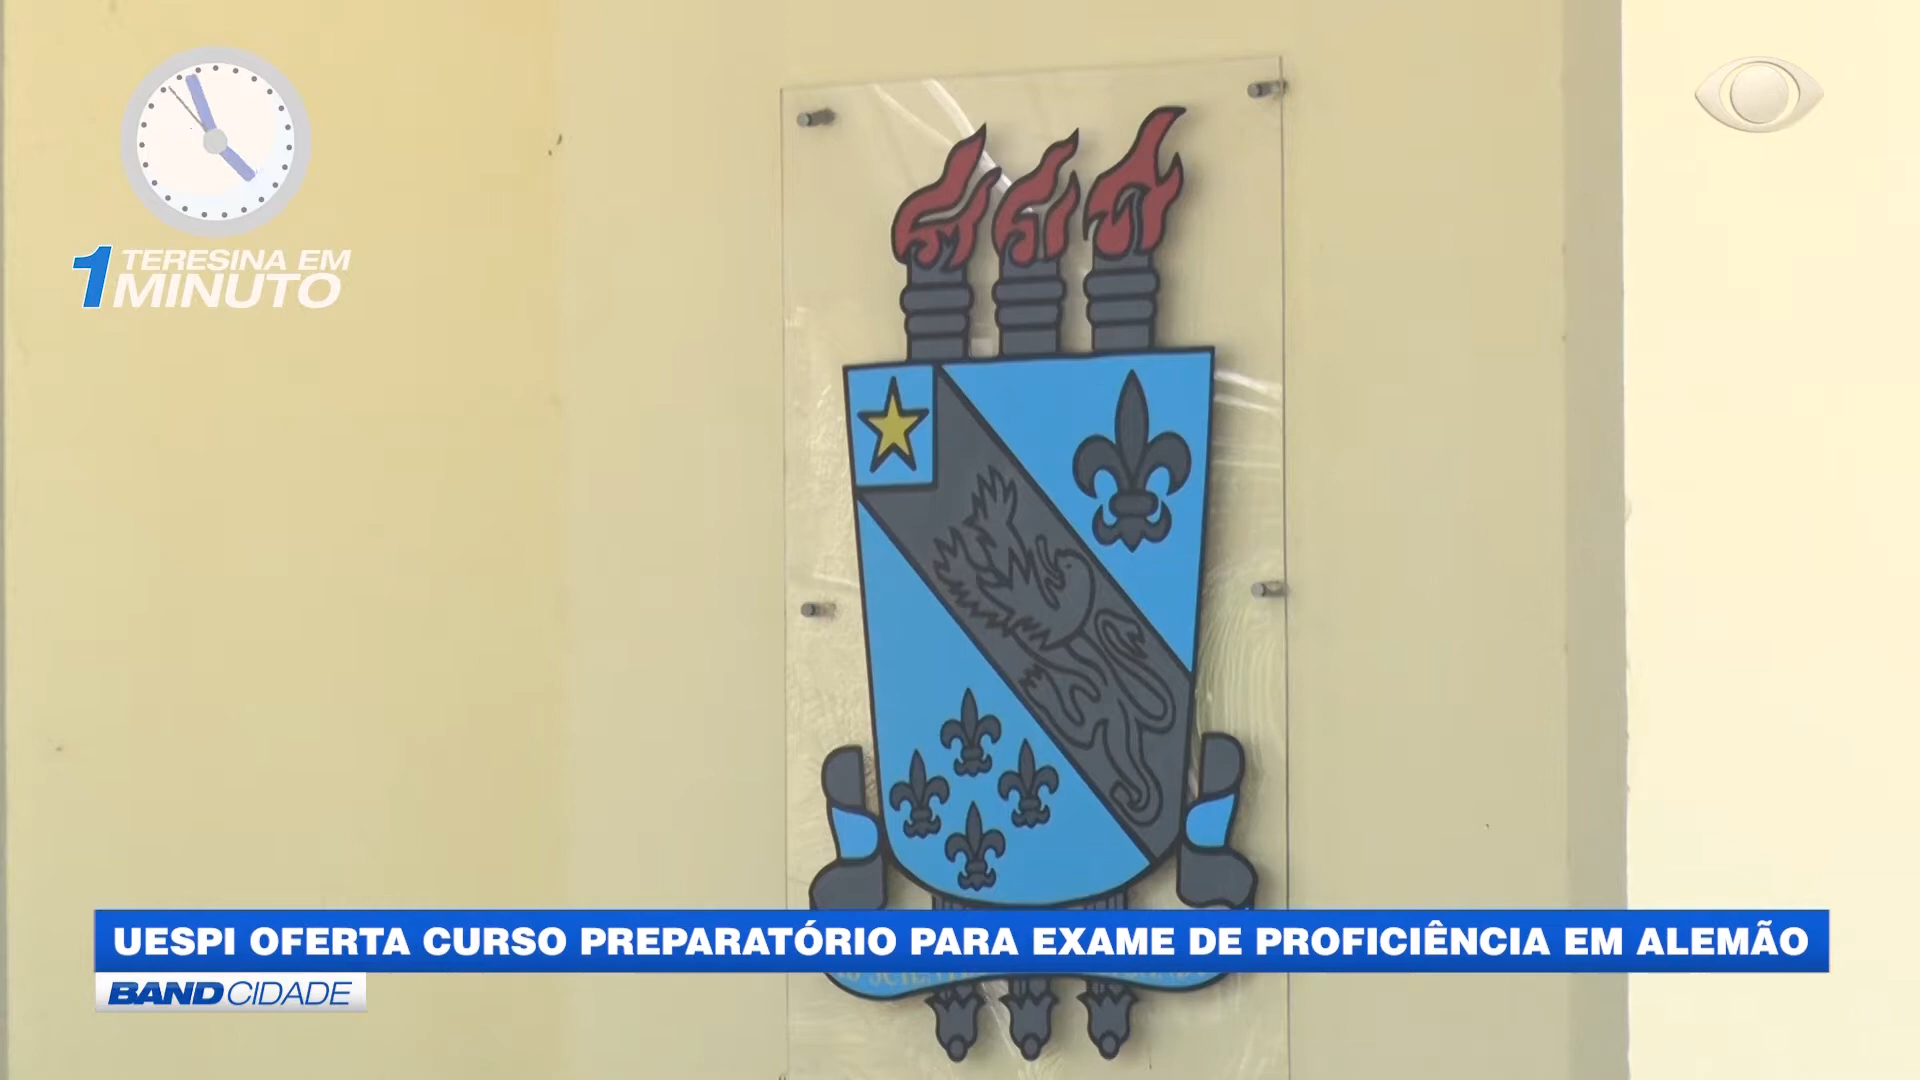 1 TERESINA EM
MINUTO
UESPI OFERTA CURSO PREPARATÓRIO PARA EXAME DE PROFICIÊNCIA EM ALEMÃO
BAND CIDADE